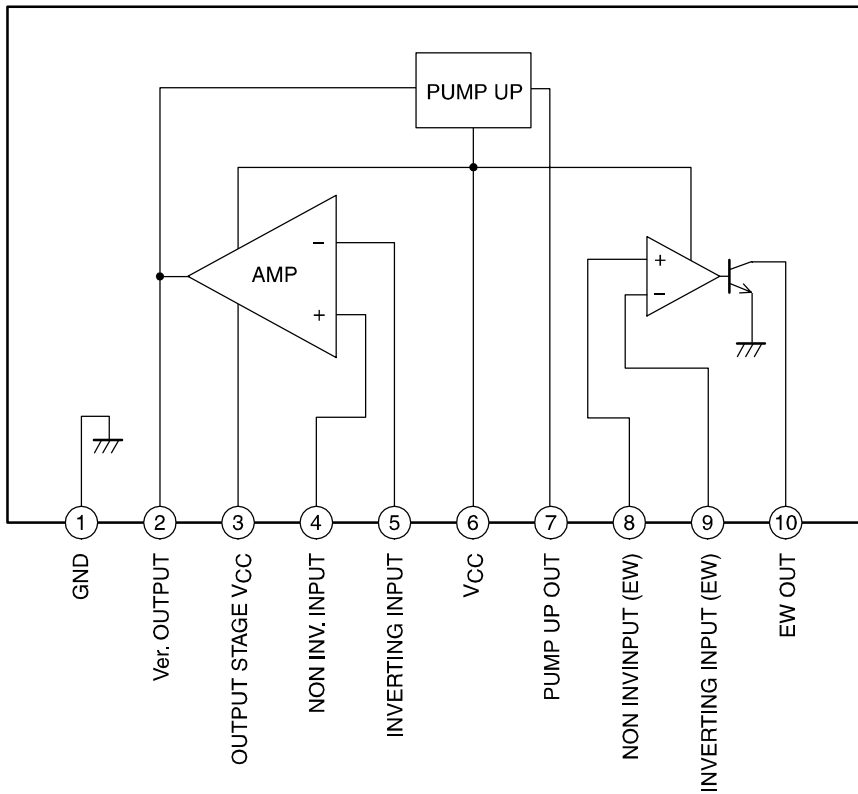 PUMP UP
AMP
−
+
+
−
1
2
3
4
5
6
7
8
9
10
GND
Ver. OUTPUT
OUTPUT STAGE VCC
NON INV. INPUT
INVERTING INPUT
VCC
PUMP UP OUT
NON INVINPUT (EW)
INVERTING INPUT (EW)
EW OUT